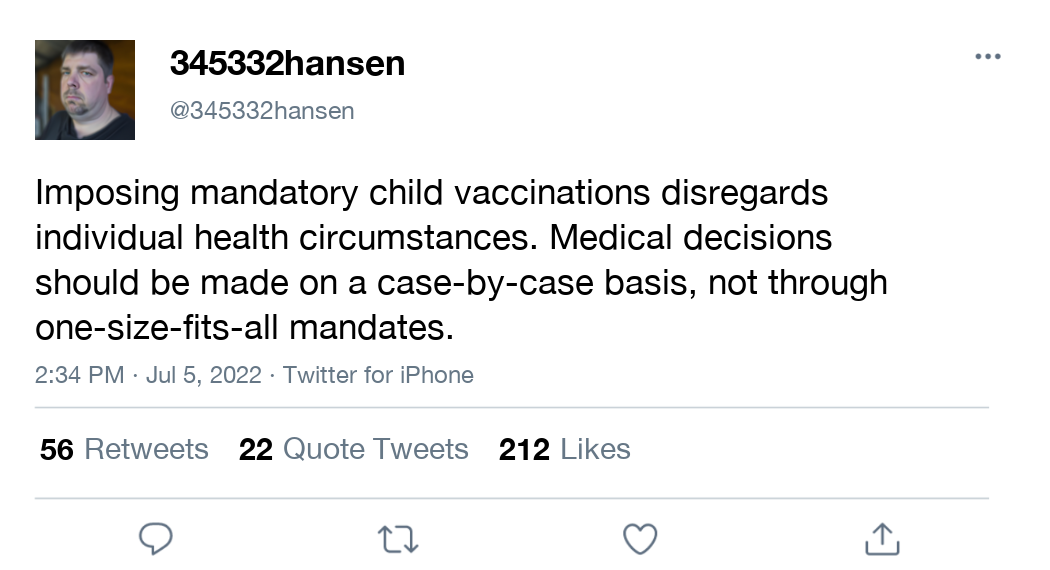 345332hansen
@345332hansen
Imposing mandatory child vaccinations disregards
individual health circumstances. Medical decisions
should be made on a case-by-case basis, not through
one-size-fits-all mandates.
2:34 PM · Jul 5, 2022 · Twitter for iPhone
56 Retweets 22 Quote Tweets 212 Likes